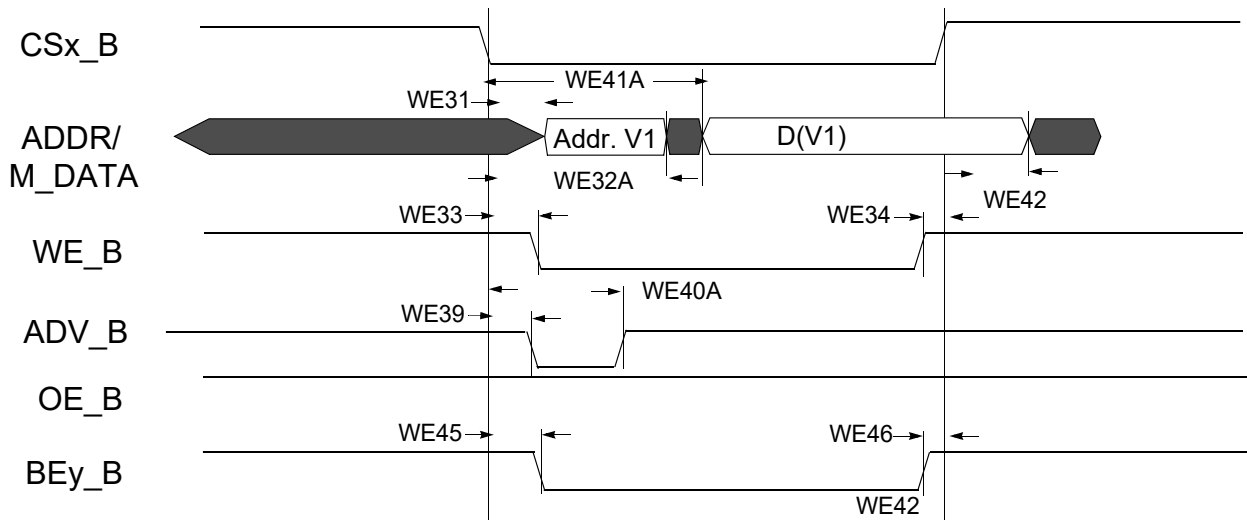 CSx_B
WE41A
WE31
ADDR/
M_DATA
Addr. V1
D(V1)
WE32A
WE42
WE33
WE34
WE_B
WE40A
WE39
ADV_B
OE_B
WE45
WE46
BEy_B
WE42